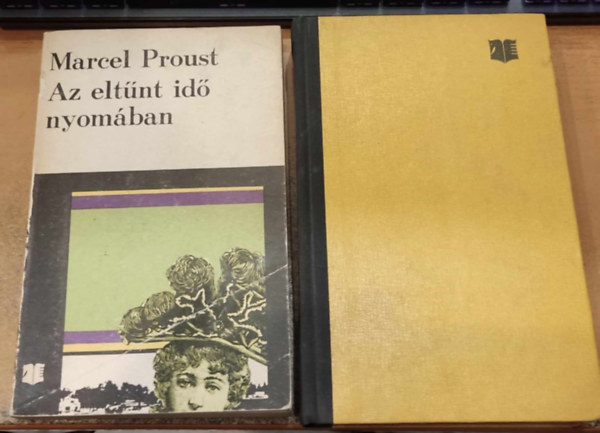 Marcel Proust
Az eltűnt idő
nyomában